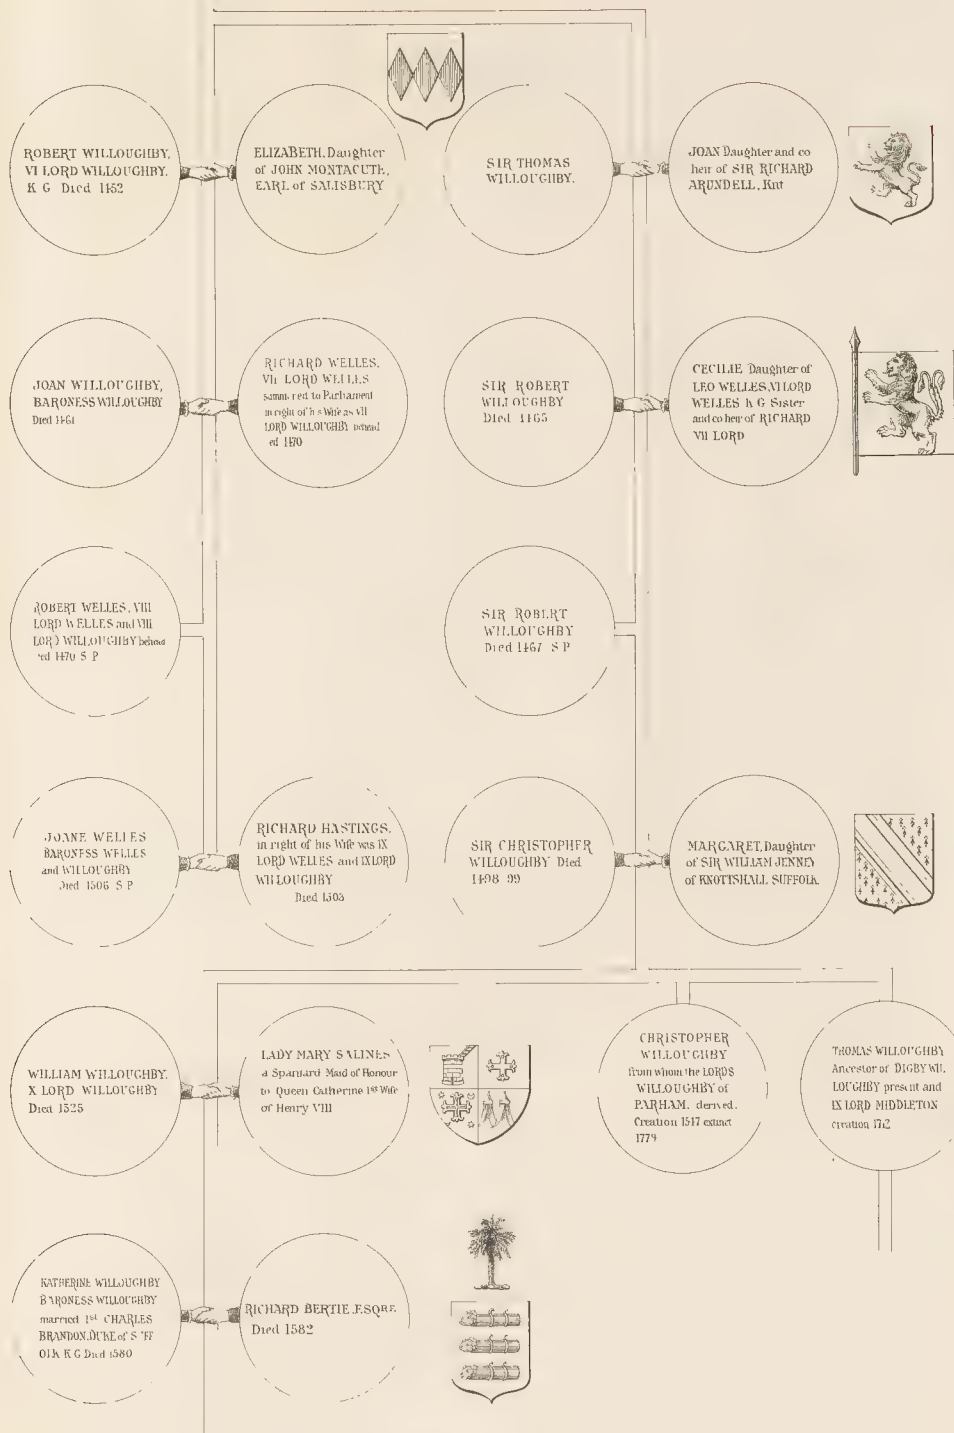 ROBERT WILLOUGHBY,
VI LORD WILLOUGHBY,
K G Died 1452
ELIZABETH, Daughter
of JOHN MONTACUTE,
EARL of SALISBURY
SIR THOMAS
WILLOUGHBY.
JOAN Daughter and co
heir of SIR RICHARD
ARUNDELL, Knt
JOAN WILLOUGHBY,
BARONESS WILLOUGHBY
Died 1461
RICHARD WELLES,
VII LORD WELLES
summ red to Parliament
in right of h s Wife as VII
LORD WILLOUGHBY behead
ed 1470
SIR ROBERT
WILLOUGHBY
Died 1465
CECILIE Daughter of
LEO WELLES, VI LORD
WELLES K G Sister
and co heir of RICHARD
VII LORD
ROBERT WELLES, VIII
LORD WELLES and VIII
LORD WILLOUGHBY behead
ed 1470 S P
SIR ROBERT
WILLOUGHBY
Died 1467 S P
JOANE WELLES
BARONESS WELLES
and WILLOUGHBY
Died 1506 S P
RICHARD HASTINGS,
in right of his Wife was IX
LORD WELLES and IX LORD
WILLOUGHBY
Died 1503
SIR CHRISTOPHER
WILLOUGHBY Died
1498 99
MARGARET, Daughter
of SIR WILLIAM JENNEY
of KNOTTSHALL SUFFOLK
WILLIAM WILLOUGHBY,
X LORD WILLOUGHBY
Died 1525
LADY MARY SALINES
a Spaniard Maid of Honour
to Queen Catherine 1st Wife
of Henry VIII
CHRISTOPHER
WILLOUGHBY
from whom the LORDS
WILLOUGHBY of
PARHAM, derived,
Creation 1547 extinct
1779
THOMAS WILLOUGHBY
Ancestor of DIGBY WIL
LOUGHBY present and
IX LORD MIDDLETON
creation 1712
KATHERINE WILLOUGHBY
BARONESS WILLOUGHBY
married 1st CHARLES
BRANDON, DUKE of SUFF
OLK K G Died 1580
RICHARD BERTIE, ESQRE
Died 1582